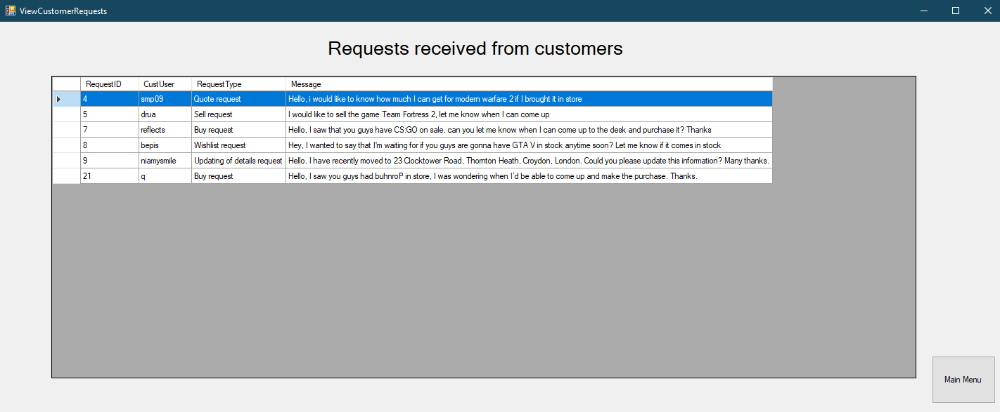 ViewCustomerRequests
Requests received from customers
RequestID CustUser RequestType Message
4 smp09 Quote request Hello, i would like to know how much I can get for modern warfare 2 if I brought it in store
5 drua Sell request I would like to sell the game Team Fortress 2, let me know when I can come up
7 reflects Buy request Hello, I saw that you guys have CS:GO on sale, can you let me know when I can come up to the desk and purchase it? Thanks
8 bepis Wishlist request Hey, I wanted to say that I'm waiting for if you guys are gonna have GTA V in stock anytime soon? Let me know if it comes in stock
9 niamysmile Updating of details request Hello. I have recently moved to 23 Clocktower Road, Thornton Heath, Croydon, London. Could you please update this information? Many thanks.
21 q Buy request Hello, I saw you guys had buhnroP in store, I was wondering when I'd be able to come up and make the purchase. Thanks.
Main Menu